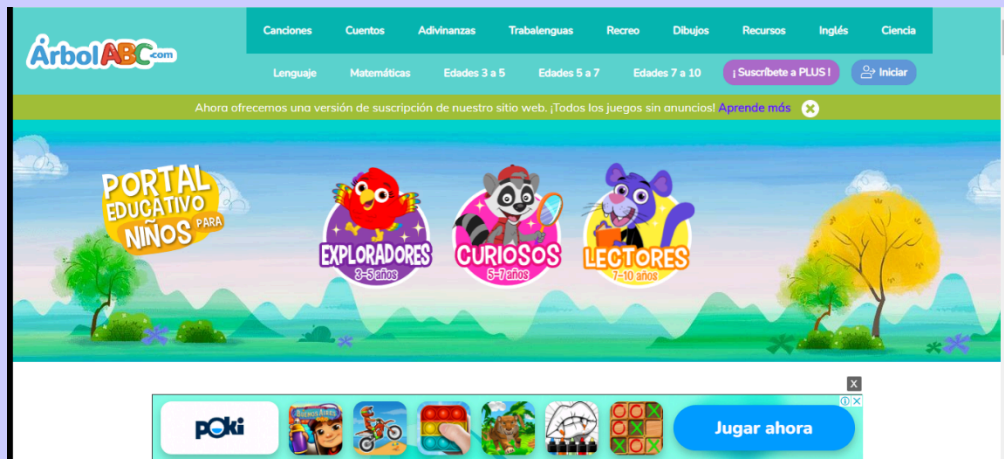 ÁrbolABC.com
Canciones Cuentos Adivinanzas Trabalenguas Recreo Dibujos Recursos Inglés Ciencia
Lenguaje Matemáticas Edades 3 a 5 Edades 5 a 7 Edades 7 a 10 ¡ Suscríbete a PLUS ! Iniciar
Ahora ofrecemos una versión de suscripción de nuestro sitio web. ¡Todos los juegos sin anuncios! Aprende más
PORTAL
EDUCATIVO
PARA
NIÑOS
EXPLORADORES
3-5 años
CURIOSOS
5-7 años
LECTORES
7-10 años
X
poki
BUENOS AIRES
Jugar ahora